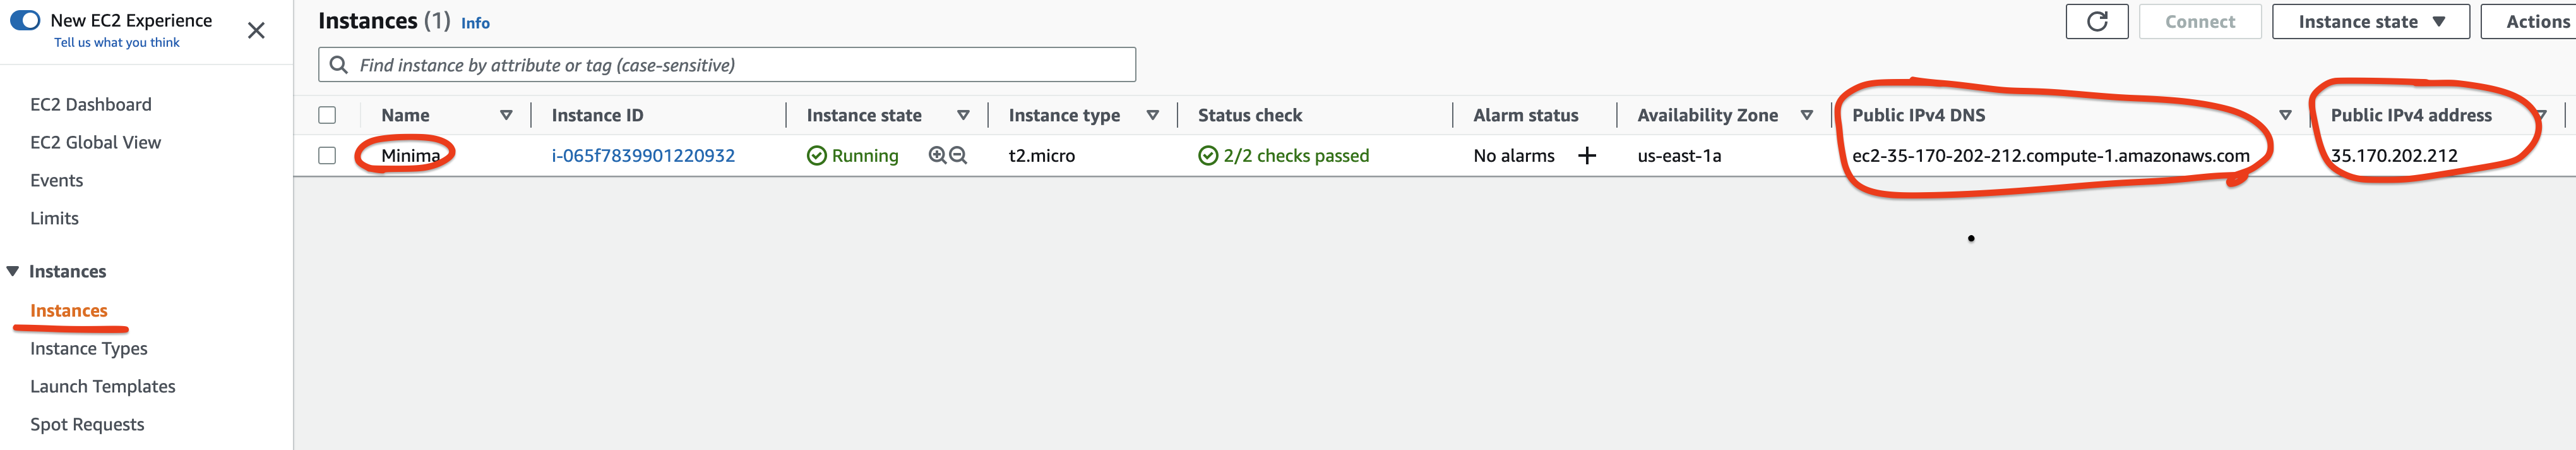 New EC2 Experience
Tell us what you think
EC2 Dashboard
EC2 Global View
Events
Limits
Instances
Instances
Instance Types
Launch Templates
Spot Requests
Instances (1) Info
Connect
Instance state
Actions
Find instance by attribute or tag (case-sensitive)
Name Instance ID Instance state Instance type Status check Alarm status Availability Zone Public IPv4 DNS Public IPv4 address
Minima i-065f7839901220932 Running t2.micro 2/2 checks passed No alarms + us-east-1a ec2-35-170-202-212.compute-1.amazonaws.com 35.170.202.212